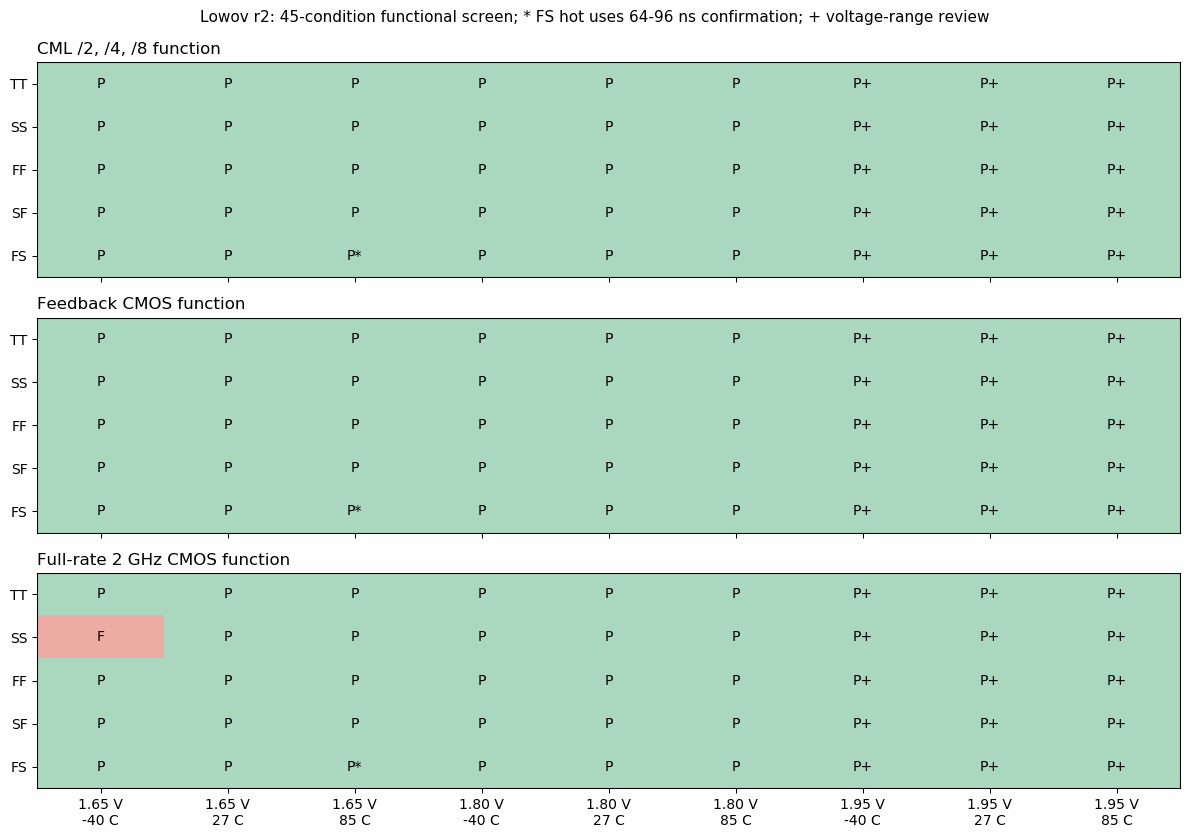 Lowov r2: 45-condition functional screen; * FS hot uses 64-96 ns confirmation; + voltage-range review
CML /2, /4, /8 function
TT P P P P P P P+ P+ P+
SS P P P P P P P+ P+ P+
FF P P P P P P P+ P+ P+
SF P P P P P P P+ P+ P+
FS P P P* P P P P+ P+ P+
Feedback CMOS function
TT P P P P P P P+ P+ P+
SS P P P P P P P+ P+ P+
FF P P P P P P P+ P+ P+
SF P P P P P P P+ P+ P+
FS P P P* P P P P+ P+ P+
Full-rate 2 GHz CMOS function
TT P P P P P P P+ P+ P+
SS F P P P P P P+ P+ P+
FF P P P P P P P+ P+ P+
SF P P P P P P P+ P+ P+
FS P P P* P P P P+ P+ P+
1.65 V 1.65 V 1.65 V 1.80 V 1.80 V 1.80 V 1.95 V 1.95 V 1.95 V
-40 C 27 C 85 C -40 C 27 C 85 C -40 C 27 C 85 C